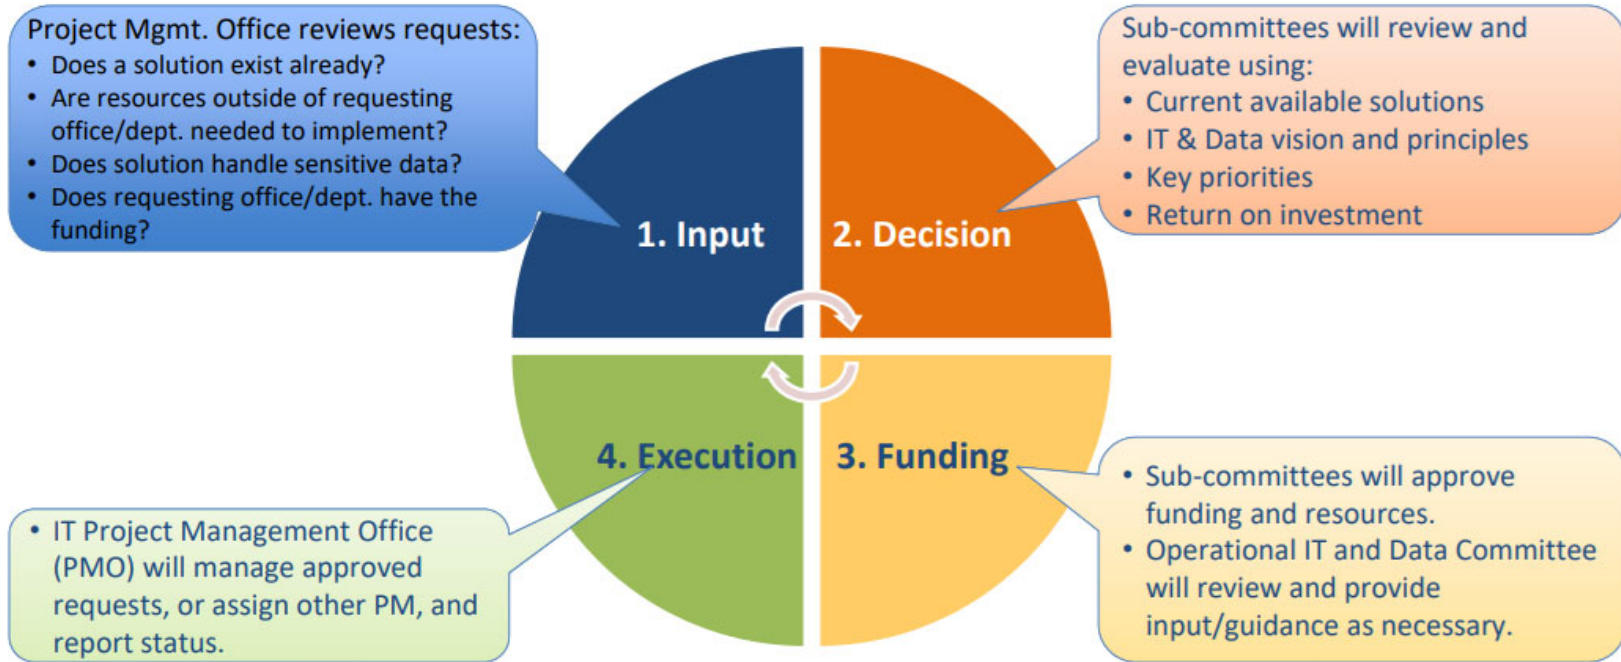 Project Mgmt. Office reviews requests:
• Does a solution exist already?
• Are resources outside of requesting
office/dept. needed to implement?
• Does solution handle sensitive data?
• Does requesting office/dept. have the
funding?
1. Input
2. Decision
Sub-committees will review and
evaluate using:
• Current available solutions
• IT & Data vision and principles
• Key priorities
• Return on investment
3. Funding
• Sub-committees will approve
funding and resources.
• Operational IT and Data Committee
will review and provide
input/guidance as necessary.
4. Execution
• IT Project Management Office
(PMO) will manage approved
requests, or assign other PM, and
report status.